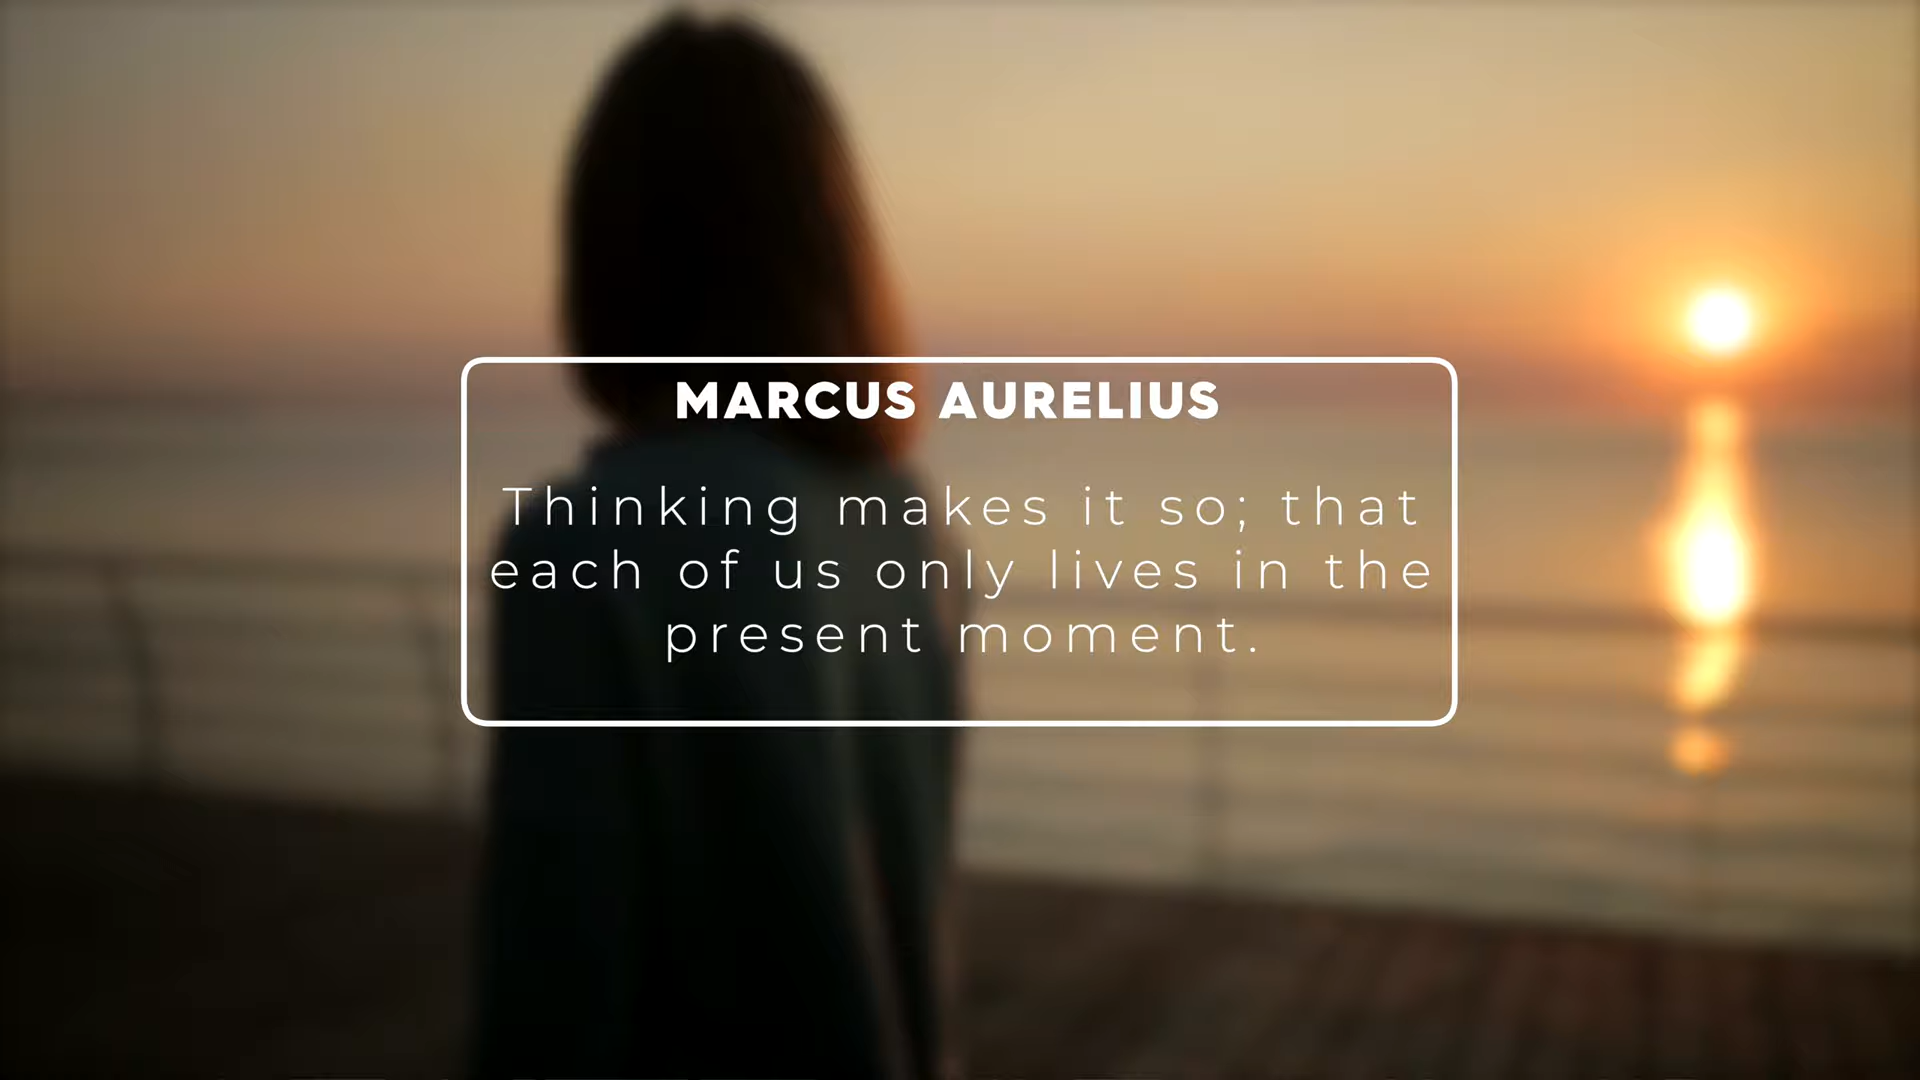 MARCUS AURELIUS
Thinking makes it so; that
each of us only lives in the
present moment.